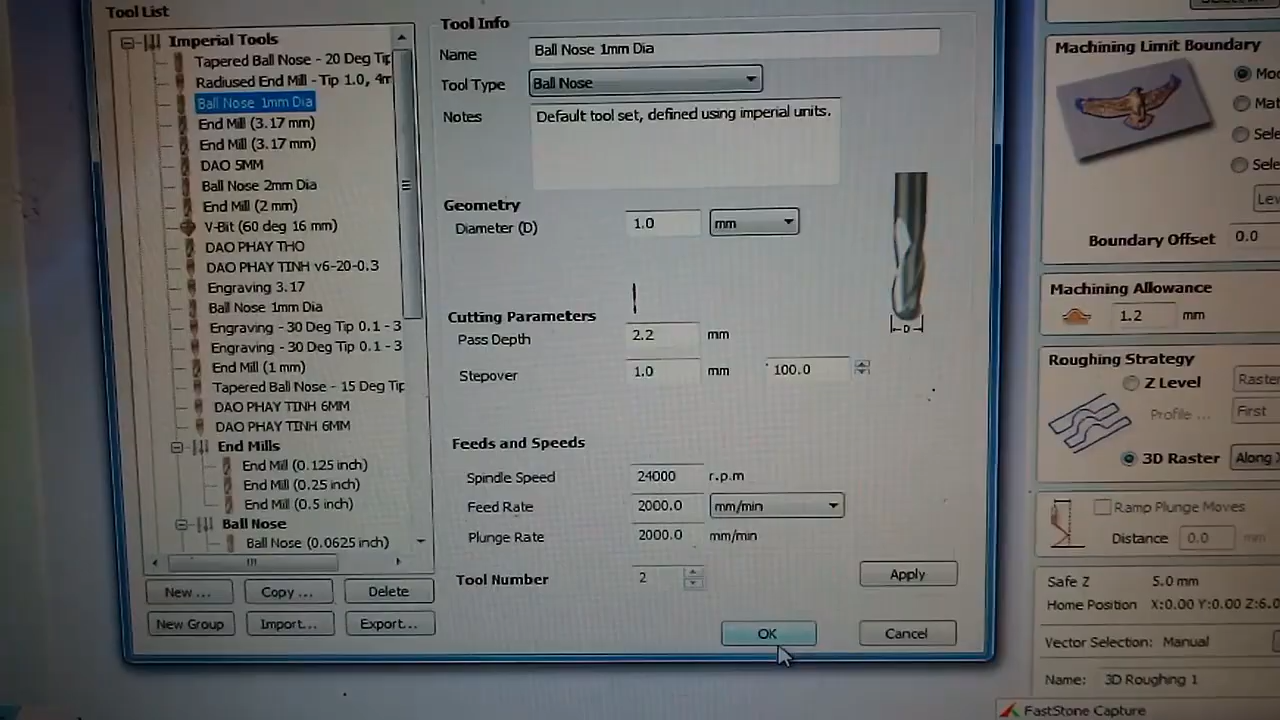 Tool List
Imperial Tools
Tapered Ball Nose - 20 Deg Tip
Radiused End Mill - Tip 1.0, 4m
Ball Nose 1mm Dia
End Mill (3.17 mm)
End Mill (3.17 mm)
DAO 5MM
Ball Nose 2mm Dia
End Mill (2 mm)
V-Bit (60 deg 16 mm)
DAO PHAY THO
DAO PHAY TINH v6-20-0.3
Engraving 3.17
Ball Nose 1mm Dia
Engraving - 30 Deg Tip 0.1 - 3
Engraving - 30 Deg Tip 0.1 - 3
End Mill (1 mm)
Tapered Ball Nose - 15 Deg Tip
DAO PHAY TINH 6MM
DAO PHAY TINH 6MM
End Mills
End Mill (0.125 inch)
End Mill (0.25 inch)
End Mill (0.5 inch)
Ball Nose
Ball Nose (0.0625 inch)
New ... Copy ... Delete
New Group Import... Export...
Tool Info
Name Ball Nose 1mm Dia
Tool Type Ball Nose
Notes Default tool set, defined using imperial units.
Geometry
Diameter (D) 1.0 mm
D
Cutting Parameters
Pass Depth 2.2 mm
Stepover 1.0 mm 100.0
Feeds and Speeds
Spindle Speed 24000 r.p.m
Feed Rate 2000.0 mm/min
Plunge Rate 2000.0 mm/min
Tool Number 2
Apply
OK Cancel
Machining Limit Boundary
Boundary Offset 0.0
Machining Allowance
1.2 mm
Roughing Strategy
Z Level Raster
Profile ... First
3D Raster Along
Ramp Plunge Moves
Distance 0.0 mm
Safe Z 5.0 mm
Home Position X:0.00 Y:0.00 Z:6.0
Vector Selection: Manual
Name: 3D Roughing 1
FastStone Capture